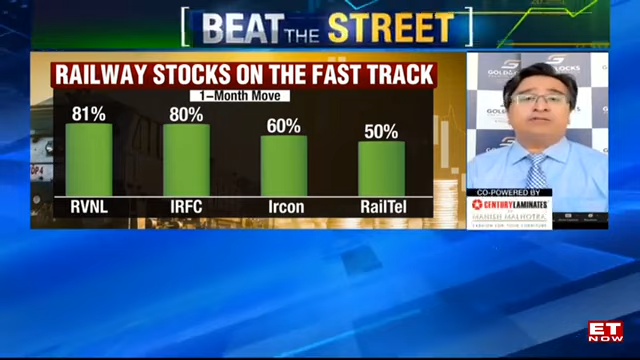 BEAT THE STREET
RAILWAY STOCKS ON THE FAST TRACK
1-Month Move
81% 80% 60% 50%
RVNL IRFC Ircon RailTel
CO-POWERED BY
CENTURYLAMINATES
MANISH MALHOTRA
ET
NOW